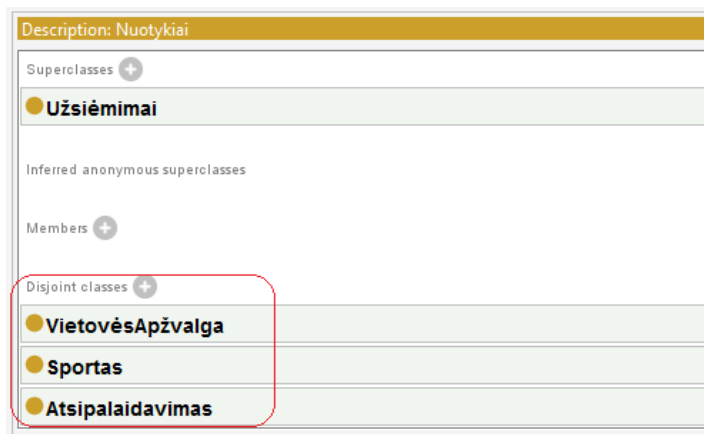 Description: Nuotykiai
Superclasses
Užsiėmimai
Inferred anonymous superclasses
Members
Disjoint classes
VietovėsApžvalga
Sportas
Atsipalaidavimas